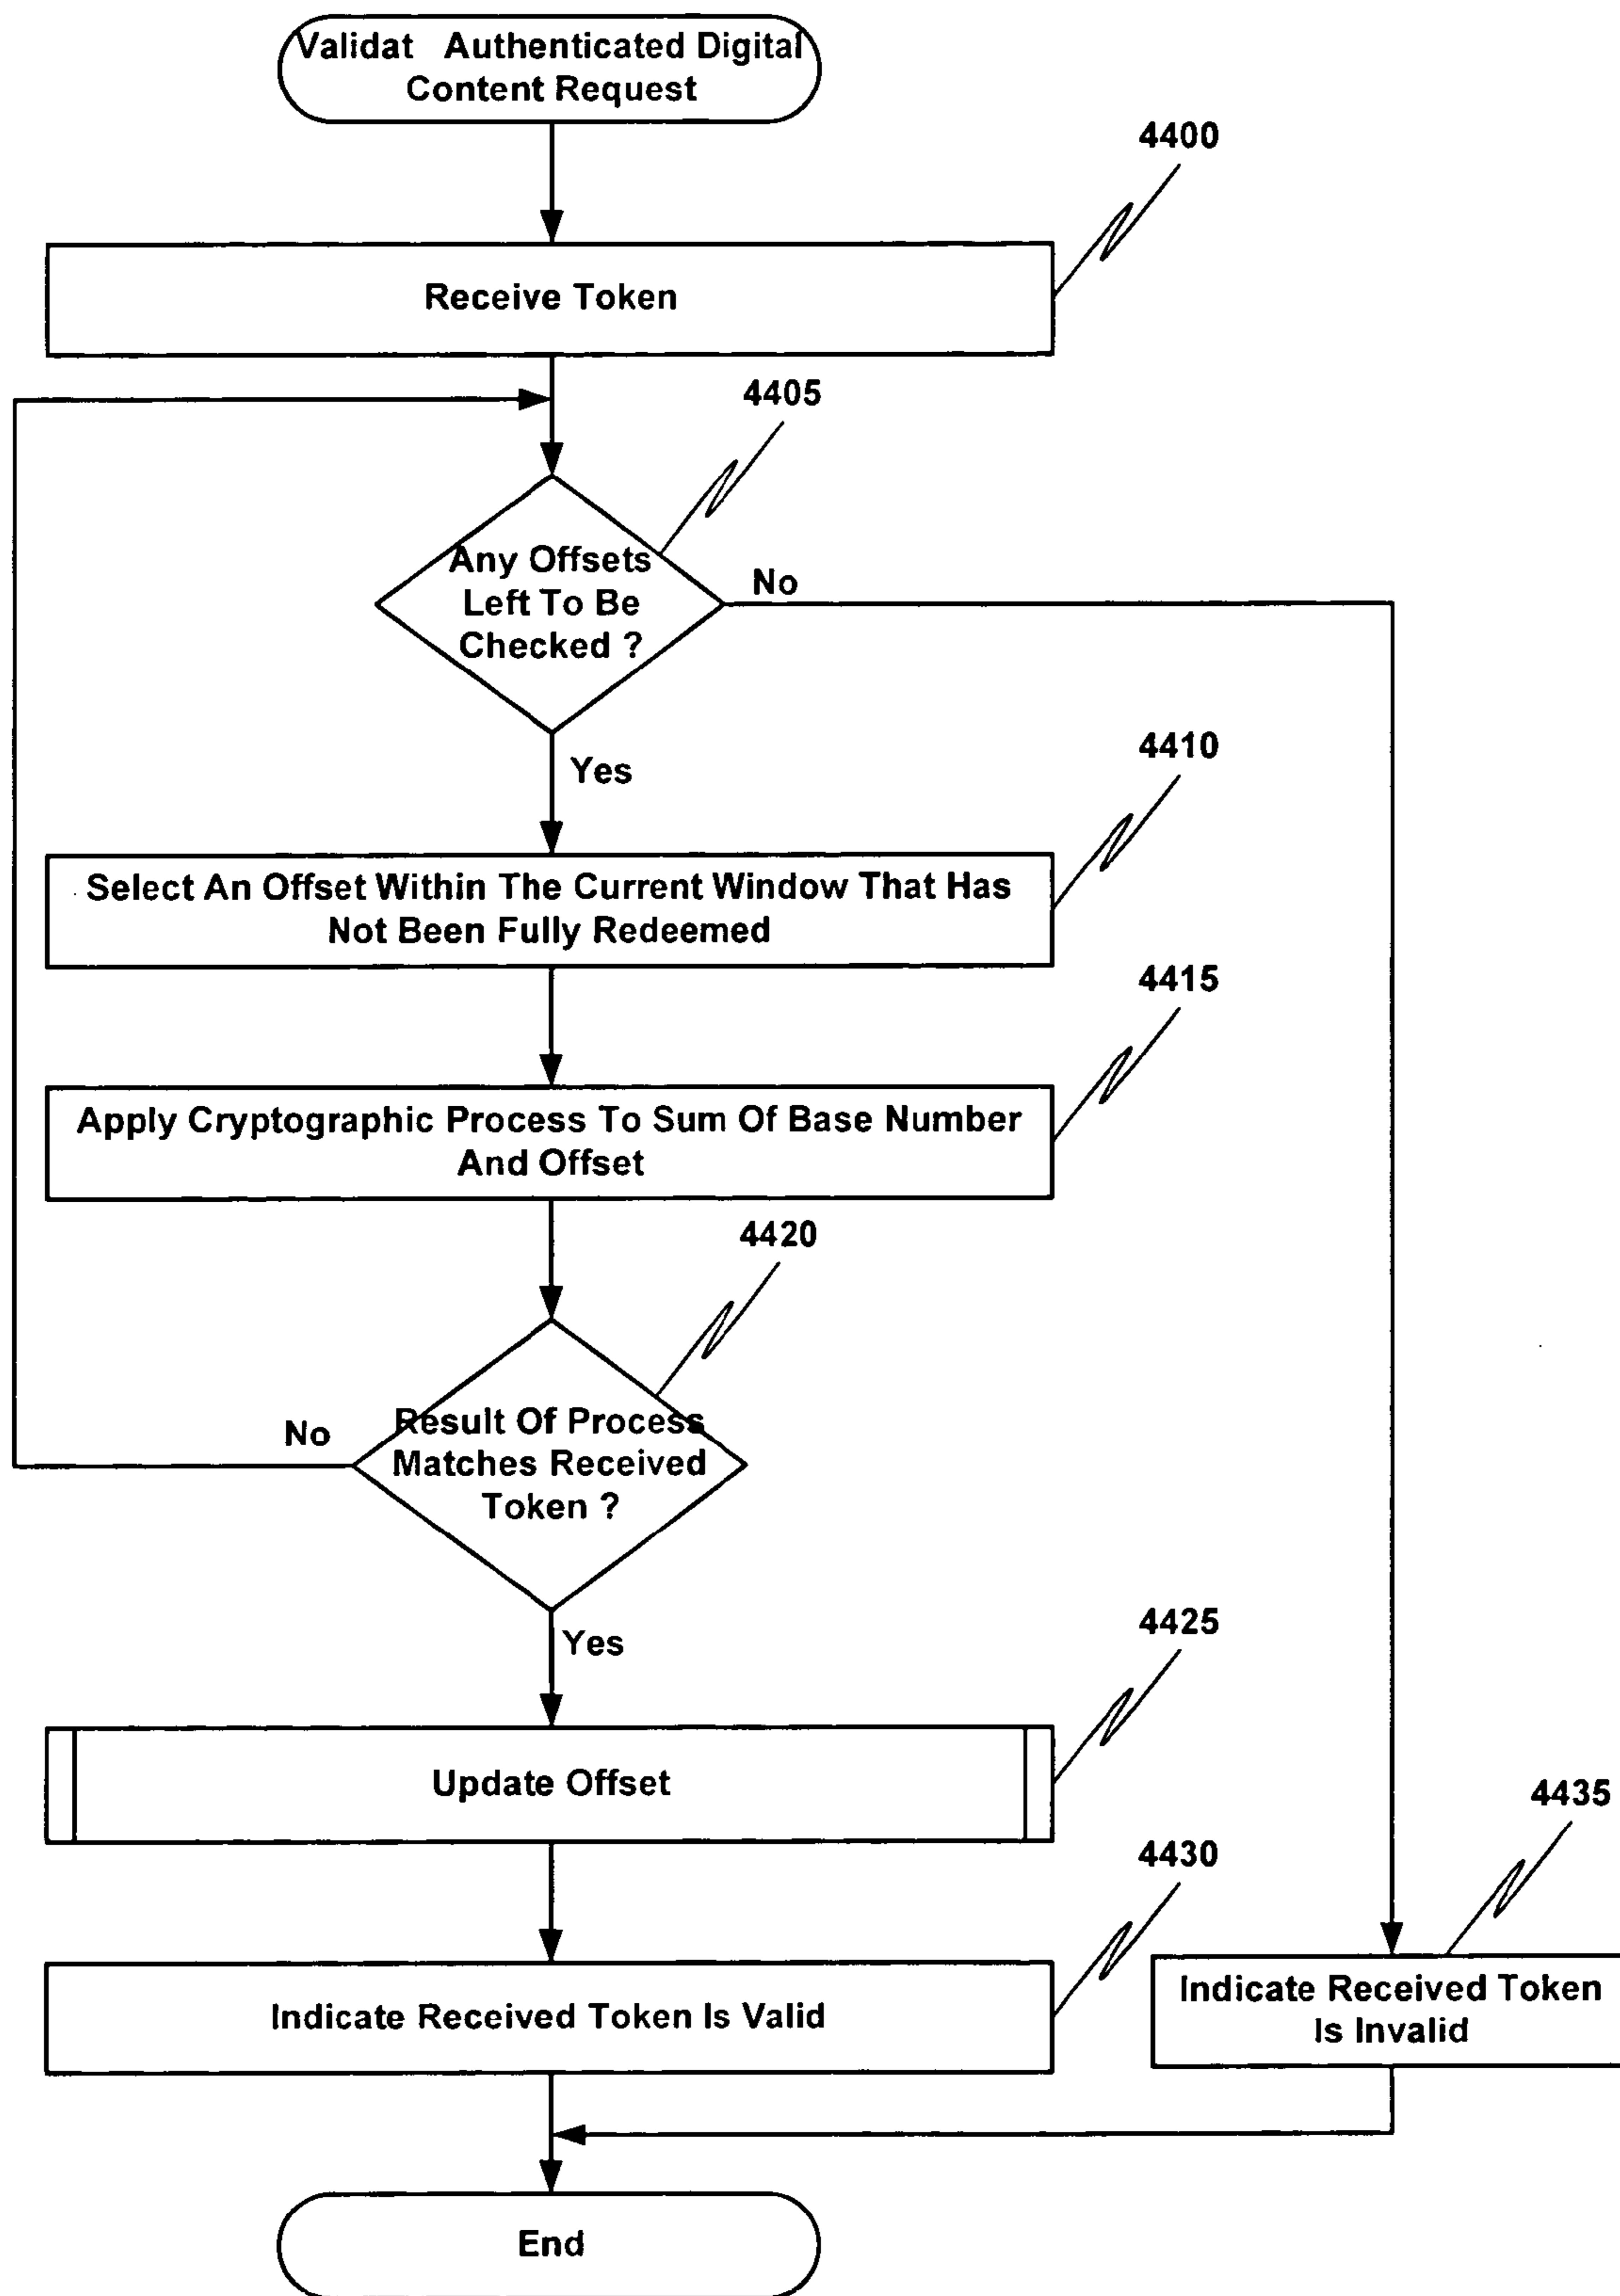 Validat Authenticated Digital
Content Request
4400
Receive Token
4405
Any Offsets
Left To Be
Checked ?
No
Yes
4410
Select An Offset Within The Current Window That Has
Not Been Fully Redeemed
4415
Apply Cryptographic Process To Sum Of Base Number
And Offset
4420
Result Of Process
Matches Received
Token ?
No
Yes
4425
Update Offset
4435
4430
Indicate Received Token Is Valid
Indicate Received Token
Is Invalid
End